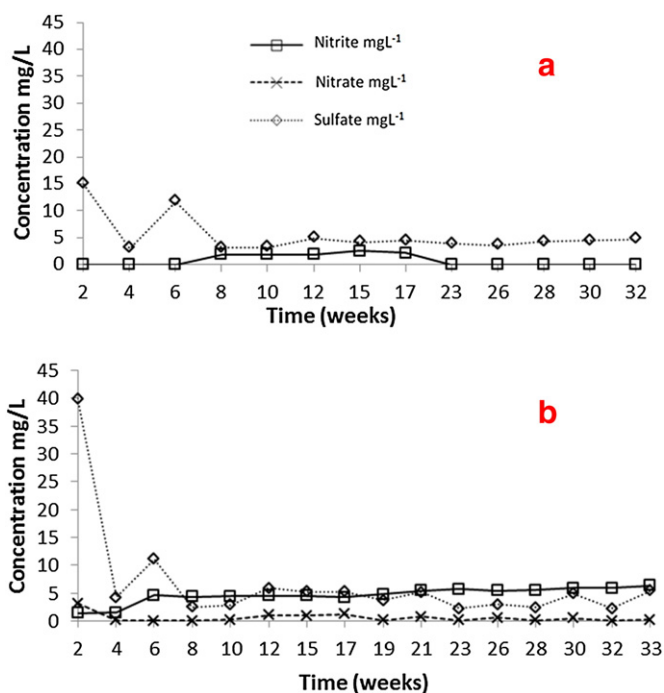 45
40
35
30
25
20
15
10
5
0
Concentration mg/L
Nitrite mgL⁻¹
Nitrate mgL⁻¹
Sulfate mgL⁻¹
a
2 4 6 8 10 12 15 17 23 26 28 30 32
Time (weeks)
45
40
35
30
25
20
15
10
5
0
Concentration mg/L
b
2 4 6 8 10 12 15 17 19 21 23 26 28 30 32 33
Time (weeks)